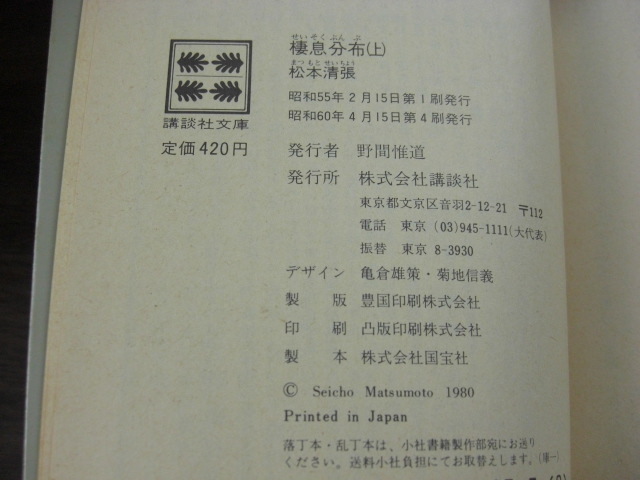 せいそくぶんぷ
棲息分布(上)
まつもとせいちょう
松本清張
昭和55年2月15日第1刷発行
昭和60年4月15日第4刷発行
講談社文庫
定価420円
発行者 野間惟道
発行所 株式会社講談社
東京都文京区音羽2-12-21 〒112
電話 東京 (03)945-1111(大代表)
振替 東京 8-3930
デザイン 亀倉雄策・菊地信義
製版 豊国印刷株式会社
印刷 凸版印刷株式会社
製本 株式会社国宝社
© Seicho Matsumoto 1980
Printed in Japan
落丁本・乱丁本は、小社書籍製作部宛にお送り
ください。送料小社負担にてお取替えします。(庫一)